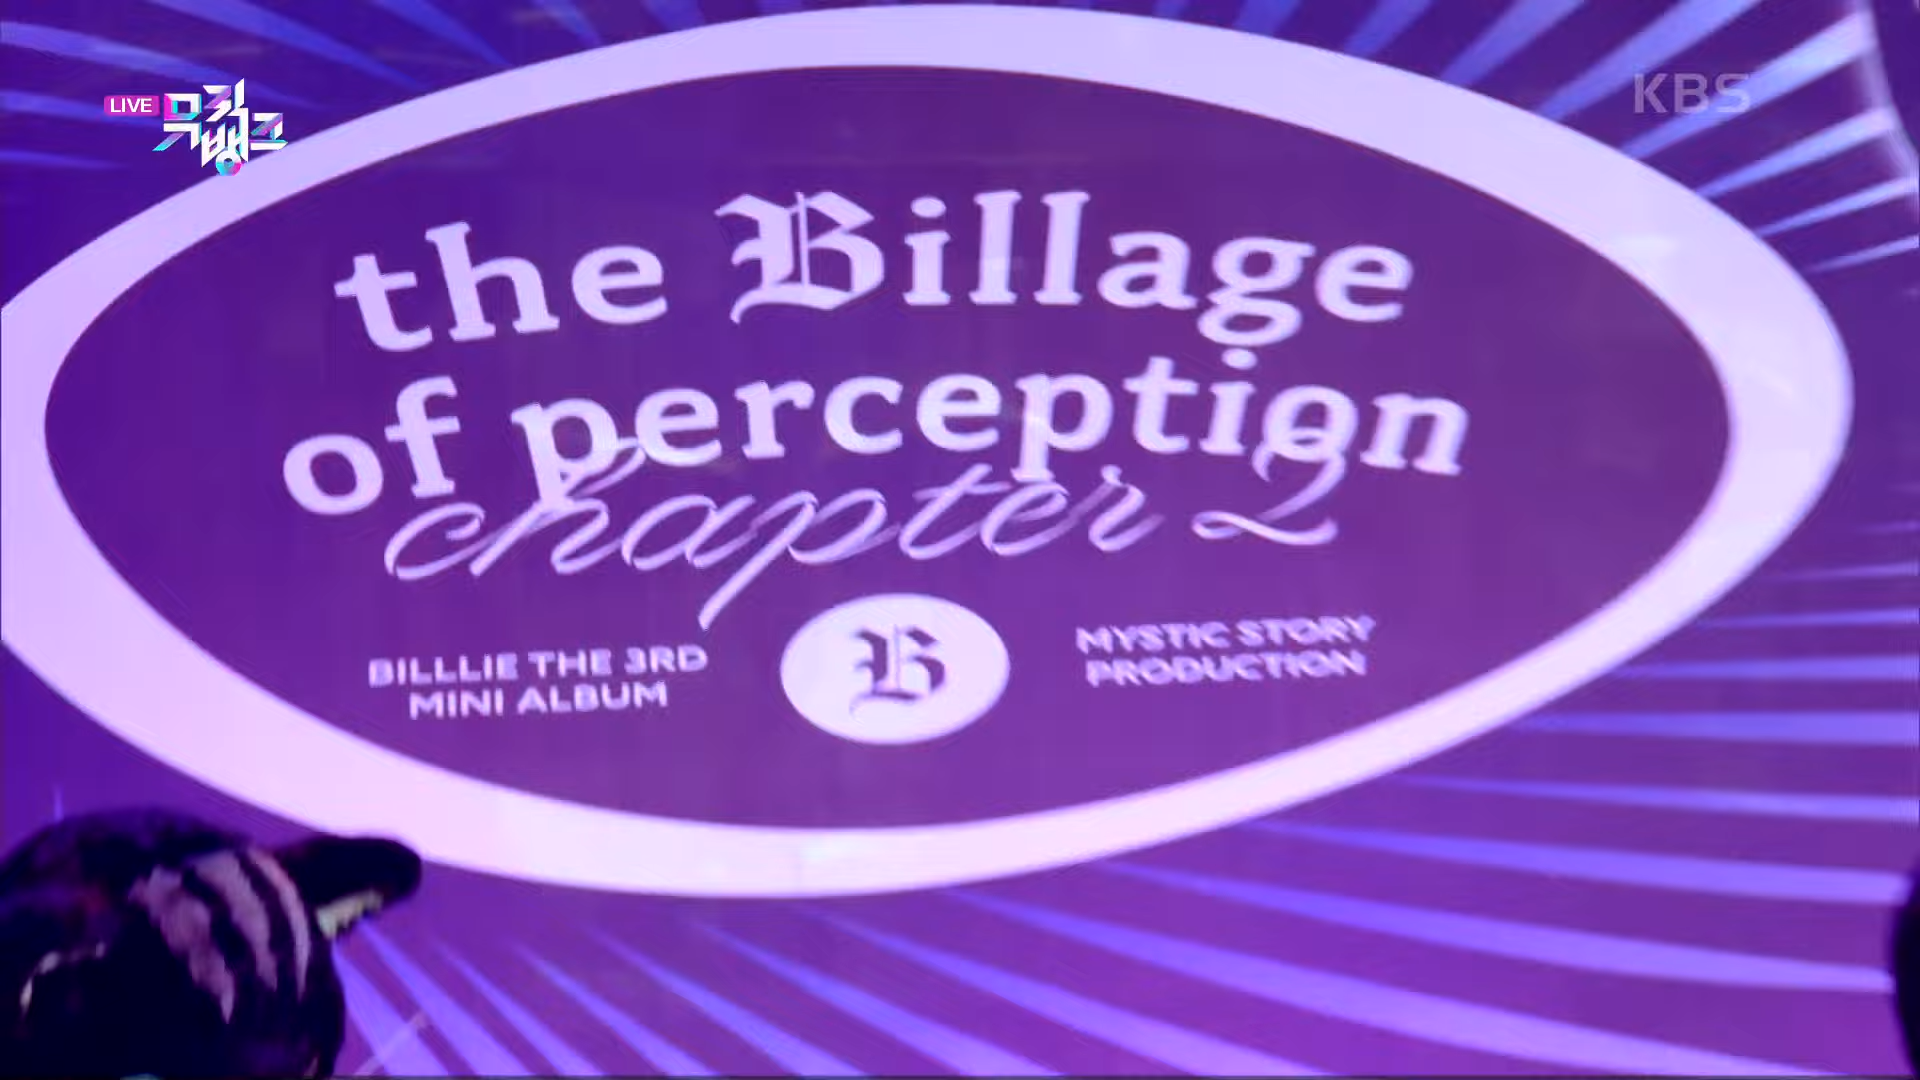 LIVE
뮤직
뱅크
KBS
the Billage
of perception
chapter 2
BILLLIE THE 3RD
MINI ALBUM
B
MYSTIC STORY
PRODUCTION